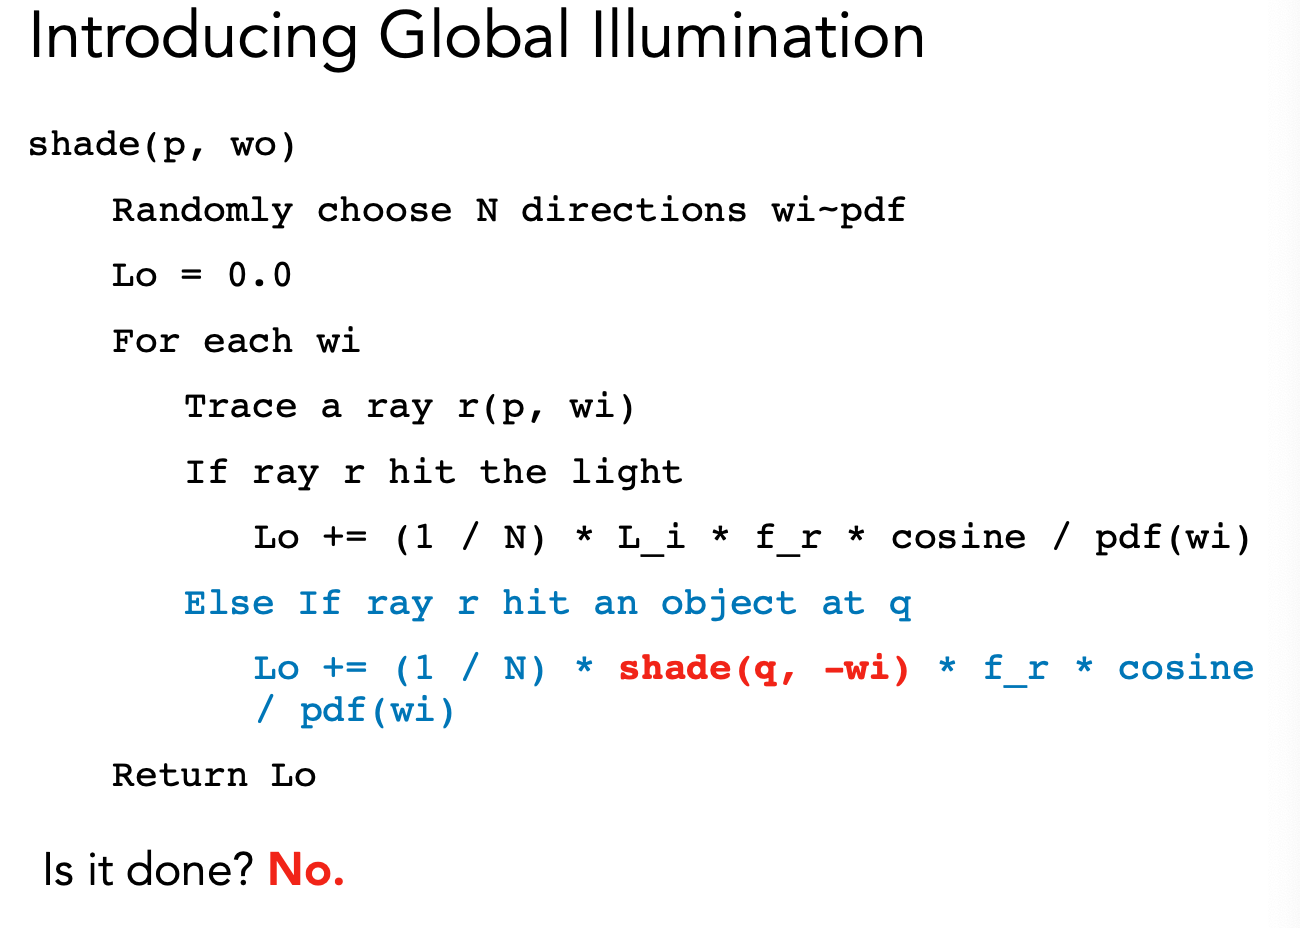 Introducing Global Illumination
shade(p, wo)
Randomly choose N directions wi~pdf
Lo = 0.0
For each wi
Trace a ray r(p, wi)
If ray r hit the light
Lo += (1 / N) * L_i * f_r * cosine / pdf(wi)
Else If ray r hit an object at q
Lo += (1 / N) * shade(q, -wi) * f_r * cosine
/ pdf(wi)
Return Lo
Is it done? No.